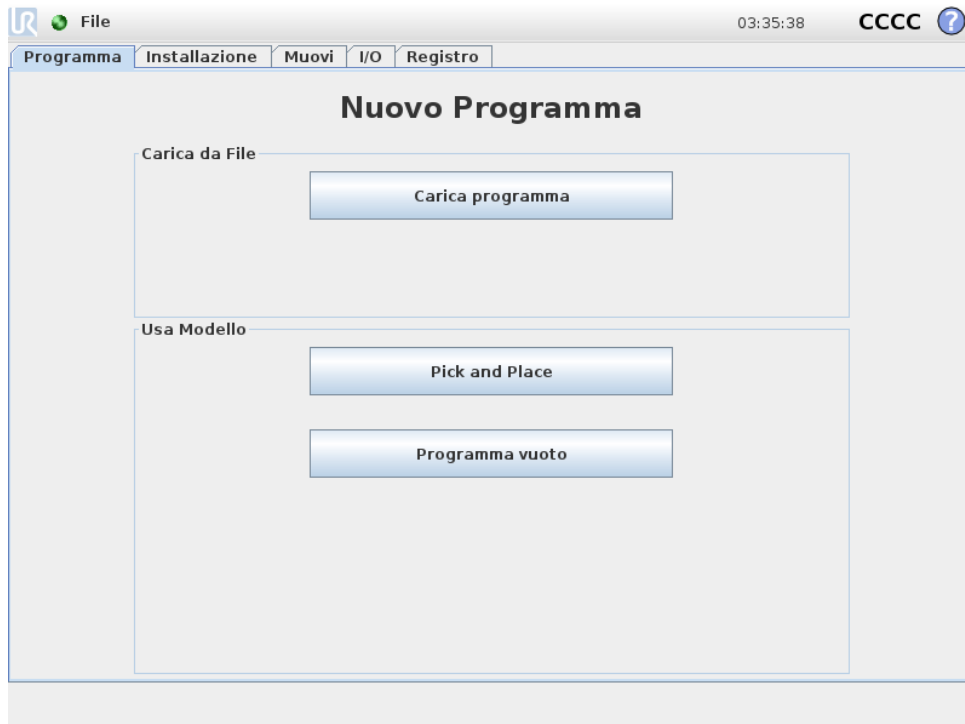 UR File 03:35:38 CCCC ?
Programma Installazione Muovi I/O Registro
Nuovo Programma
Carica da File
Carica programma
Usa Modello
Pick and Place
Programma vuoto